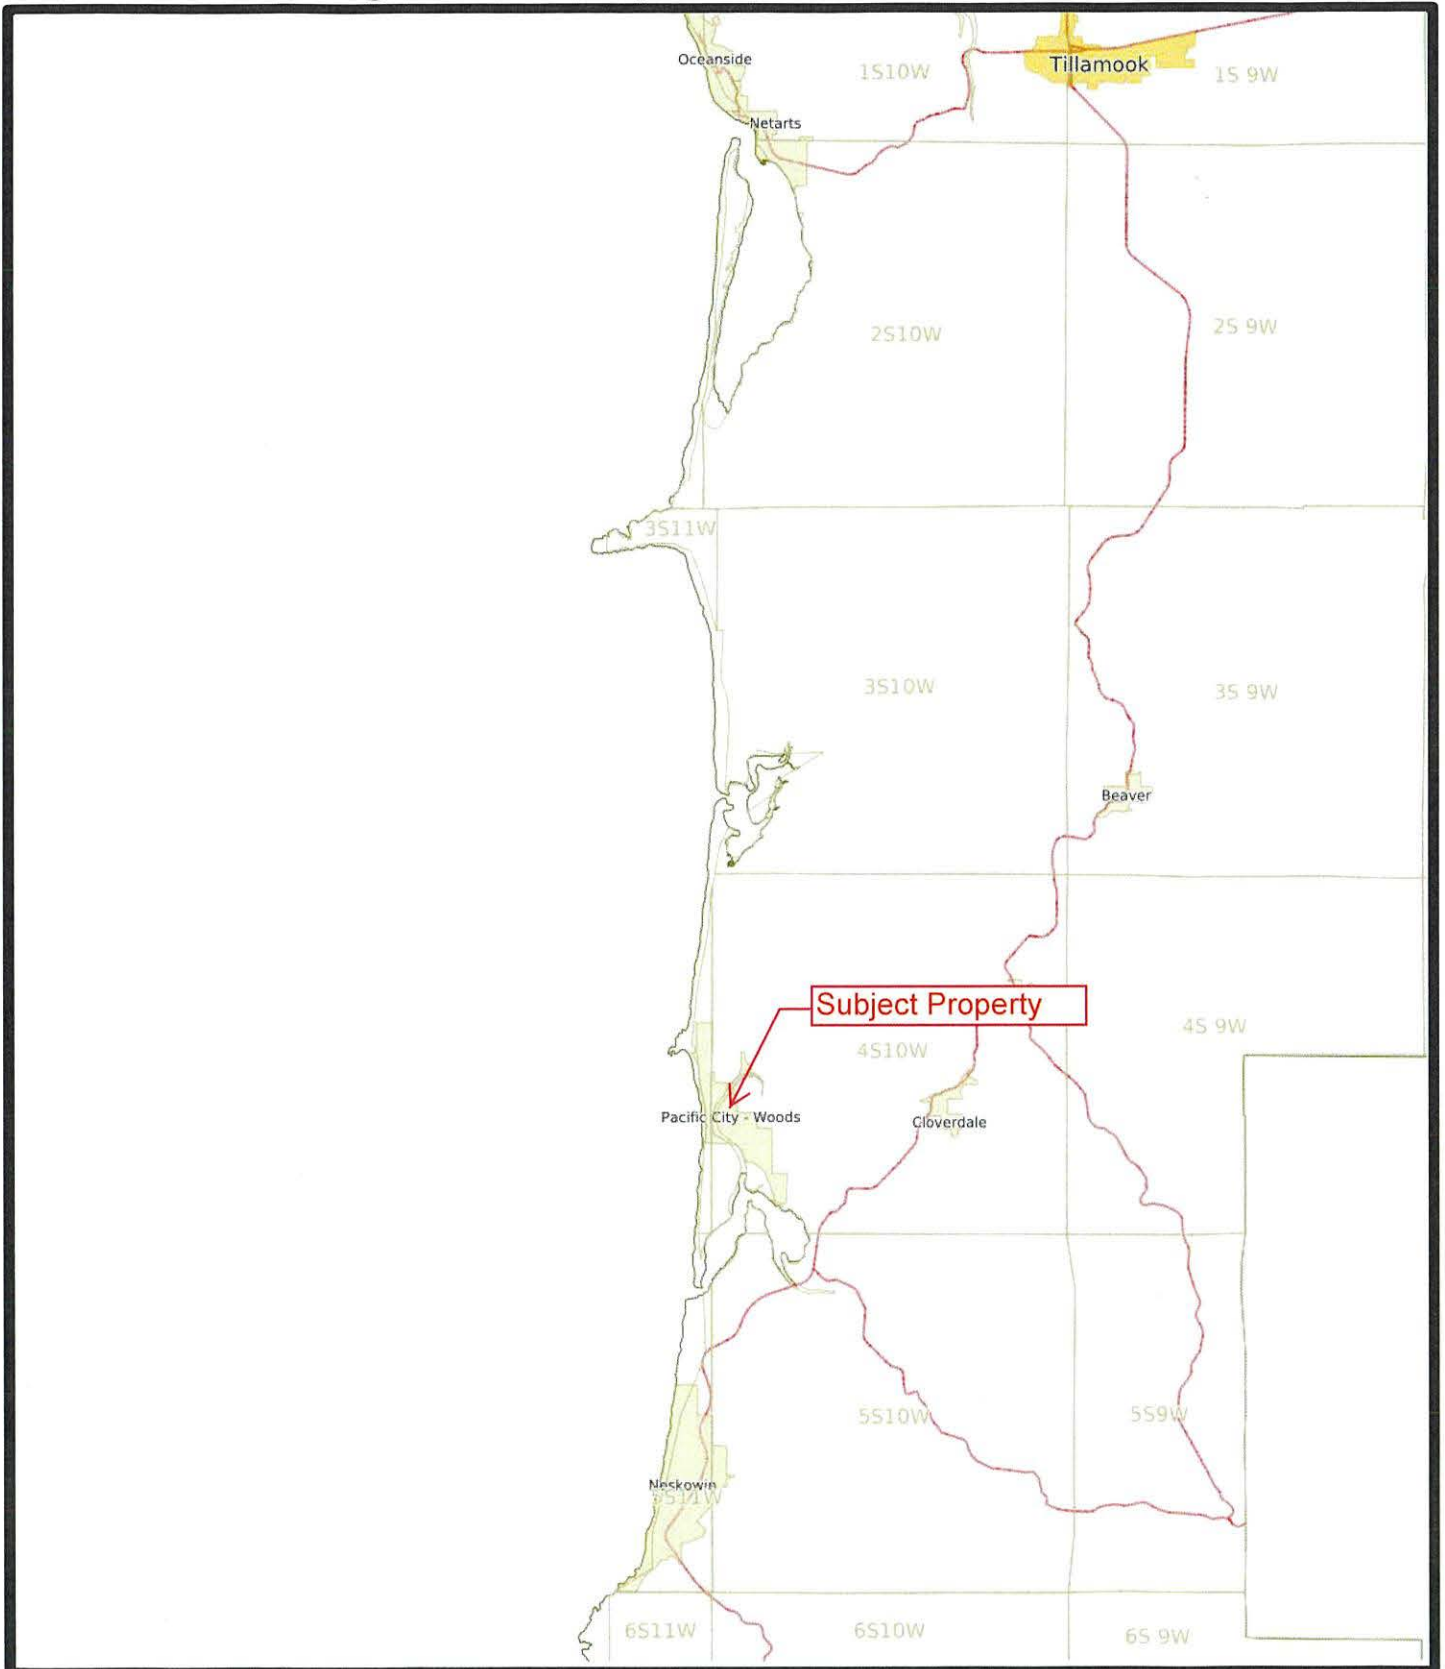 Oceanside
Tillamook
1S10W
1S 9W
Netarts
2S10W
2S 9W
3S11W
3S10W
3S 9W
Beaver
Subject Property
4S 9W
4S10W
Pacific City - Woods
Cloverdale
5S10W
5S9W
Neskowin
5S11W
6S11W
6S10W
6S 9W